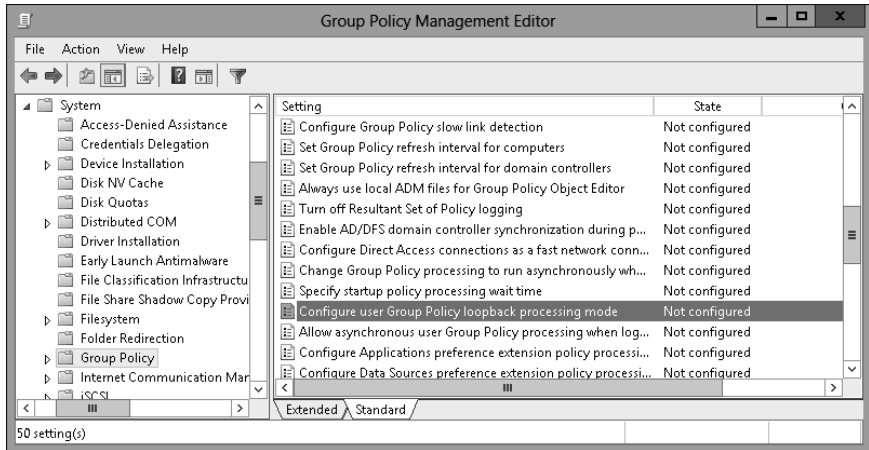 Group Policy Management Editor
File Action View Help
System
Access-Denied Assistance
Credentials Delegation
Device Installation
Disk NV Cache
Disk Quotas
Distributed COM
Driver Installation
Early Launch Antimalware
File Classification Infrastructu
File Share Shadow Copy Provi
Filesystem
Folder Redirection
Group Policy
Internet Communication Mar
iSCSI
Setting State
Configure Group Policy slow link detection Not configured
Set Group Policy refresh interval for computers Not configured
Set Group Policy refresh interval for domain controllers Not configured
Always use local ADM files for Group Policy Object Editor Not configured
Turn off Resultant Set of Policy logging Not configured
Enable AD/DFS domain controller synchronization during p... Not configured
Configure Direct Access connections as a fast network conn... Not configured
Change Group Policy processing to run asynchronously wh... Not configured
Specify startup policy processing wait time Not configured
Configure user Group Policy loopback processing mode Not configured
Allow asynchronous user Group Policy processing when log... Not configured
Configure Applications preference extension policy processi... Not configured
Configure Data Sources preference extension policy processi... Not configured
Extended Standard
50 setting(s)